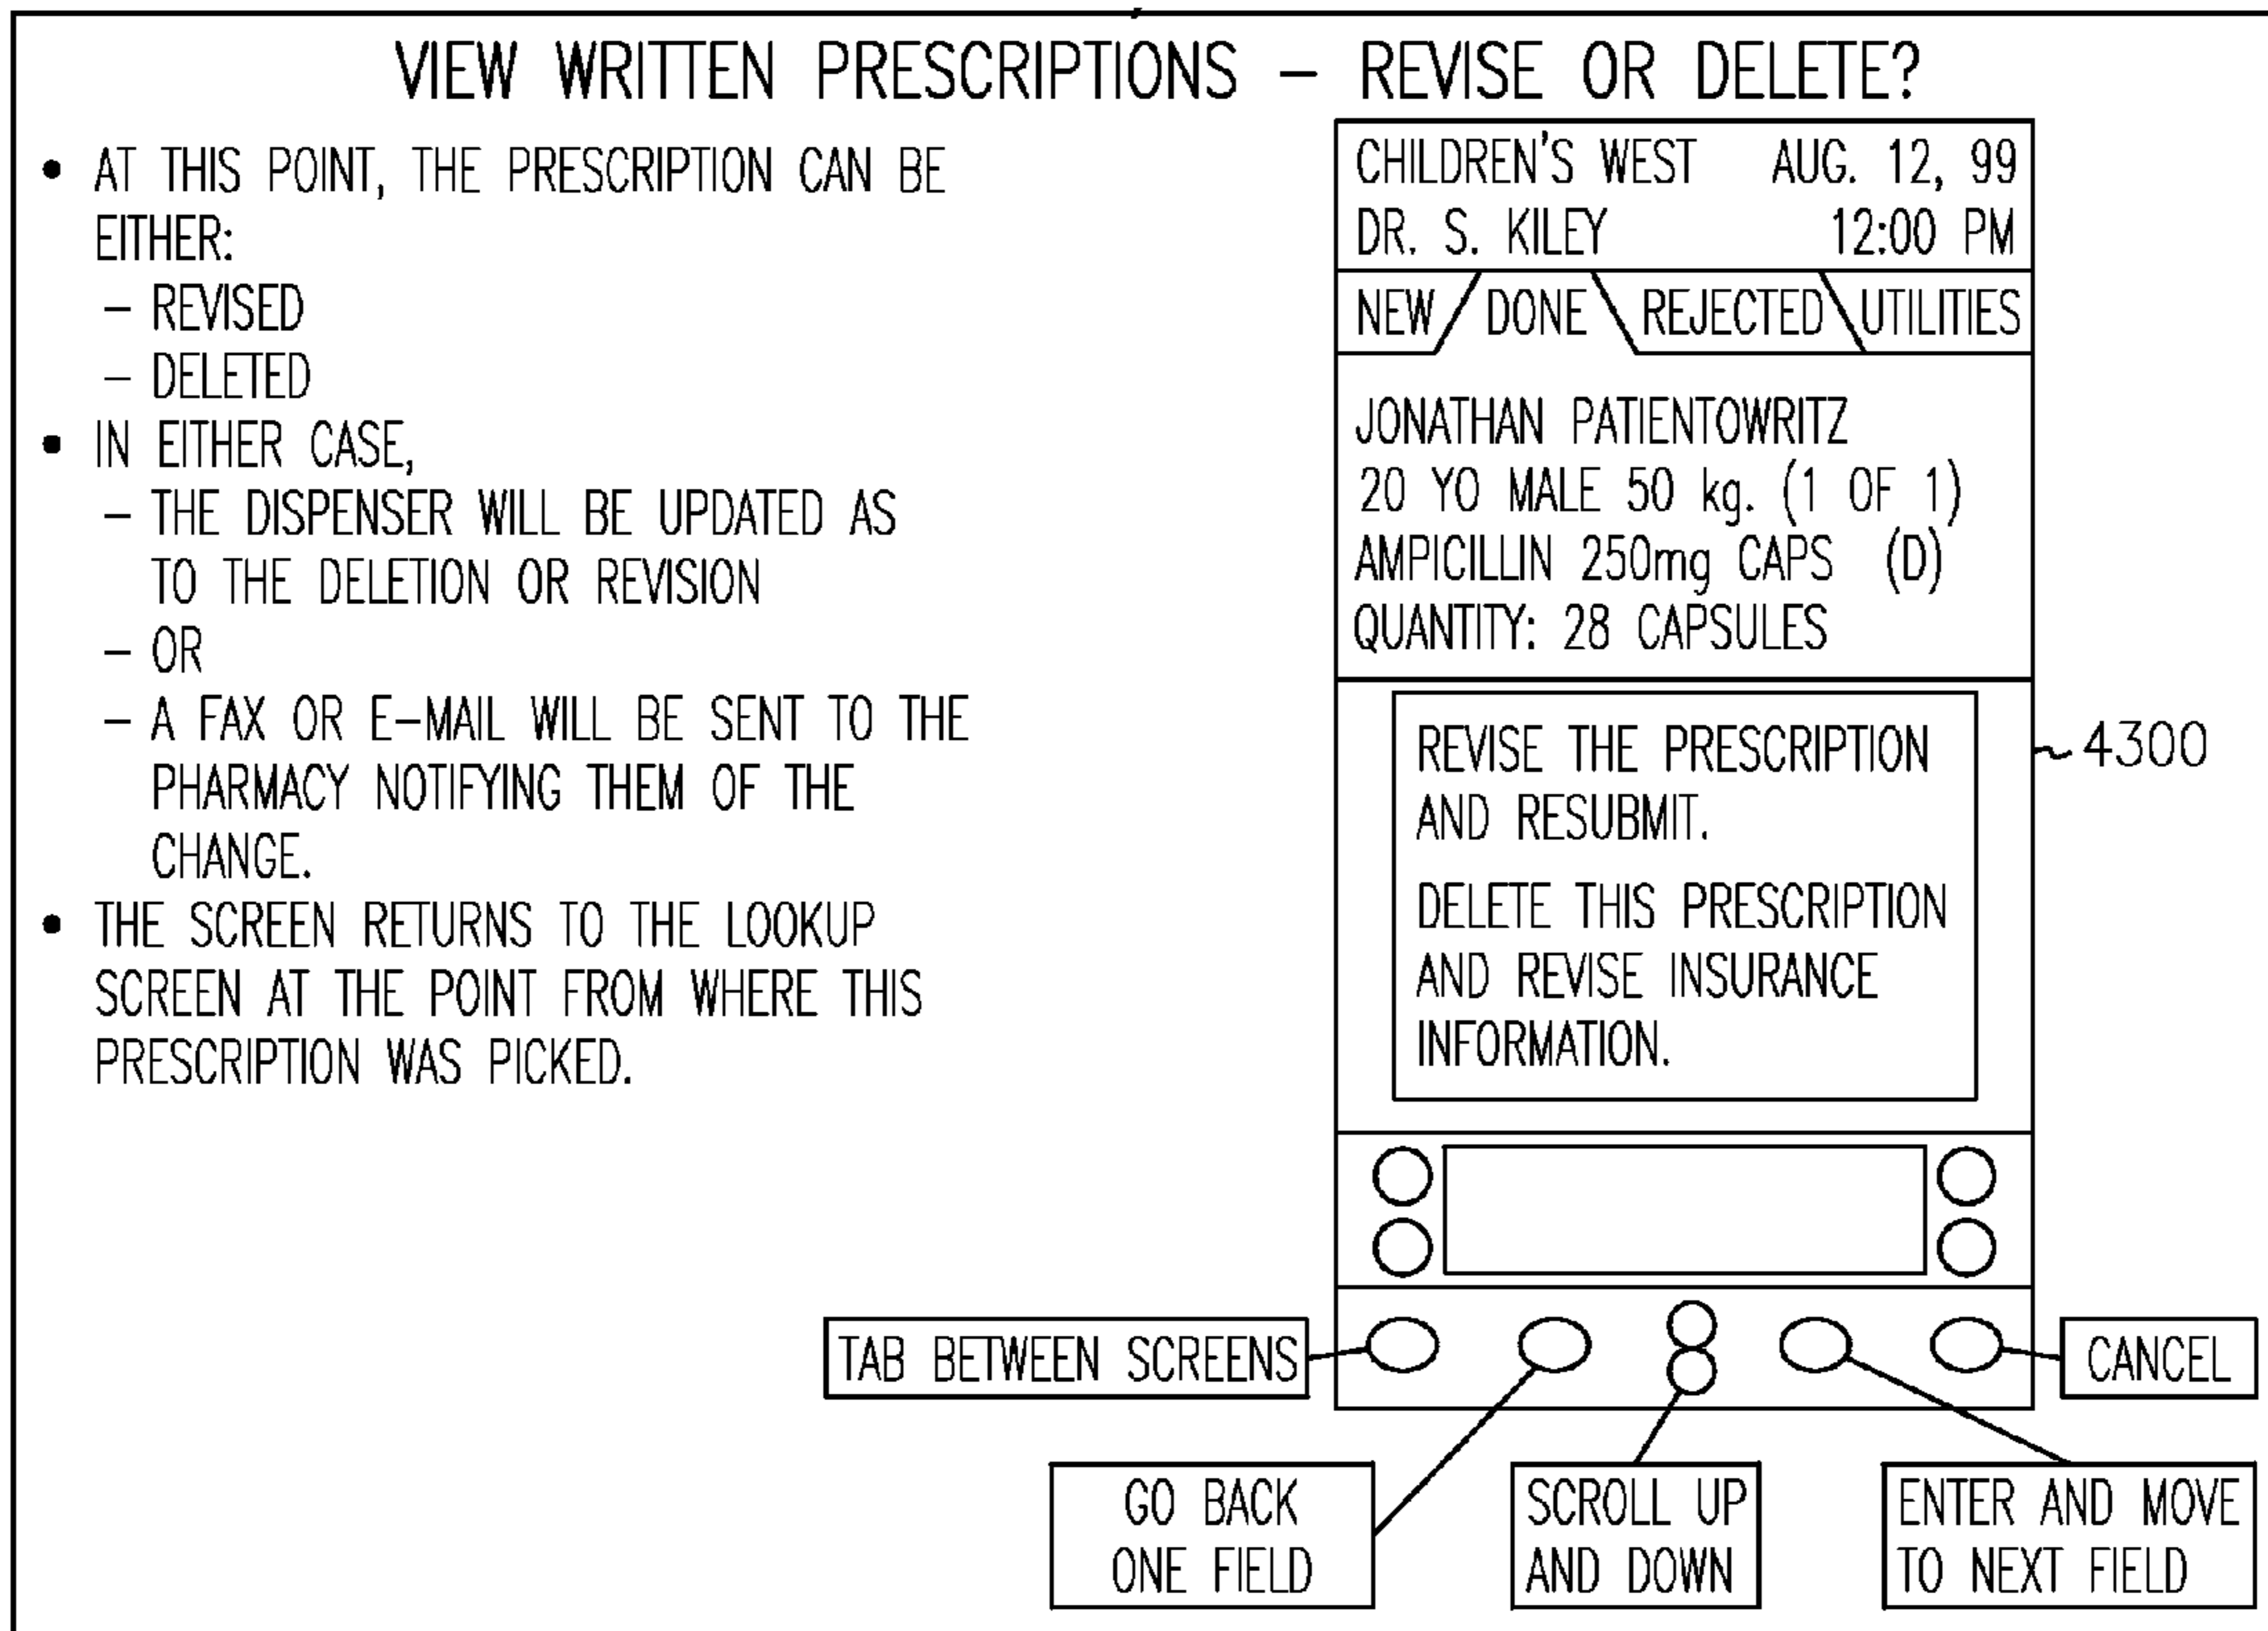 VIEW WRITTEN PRESCRIPTIONS – REVISE OR DELETE?
• AT THIS POINT, THE PRESCRIPTION CAN BE
EITHER:
– REVISED
– DELETED
• IN EITHER CASE,
– THE DISPENSER WILL BE UPDATED AS
TO THE DELETION OR REVISION
– OR
– A FAX OR E–MAIL WILL BE SENT TO THE
PHARMACY NOTIFYING THEM OF THE
CHANGE.
• THE SCREEN RETURNS TO THE LOOKUP
SCREEN AT THE POINT FROM WHERE THIS
PRESCRIPTION WAS PICKED.
CHILDREN'S WEST AUG. 12, 99
DR. S. KILEY 12:00 PM
NEW DONE REJECTED UTILITIES
JONATHAN PATIENTOWRITZ
20 YO MALE 50 kg. (1 OF 1)
AMPICILLIN 250mg CAPS (D)
QUANTITY: 28 CAPSULES
REVISE THE PRESCRIPTION
AND RESUBMIT.
DELETE THIS PRESCRIPTION
AND REVISE INSURANCE
INFORMATION.
4300
TAB BETWEEN SCREENS
CANCEL
GO BACK
ONE FIELD
SCROLL UP
AND DOWN
ENTER AND MOVE
TO NEXT FIELD